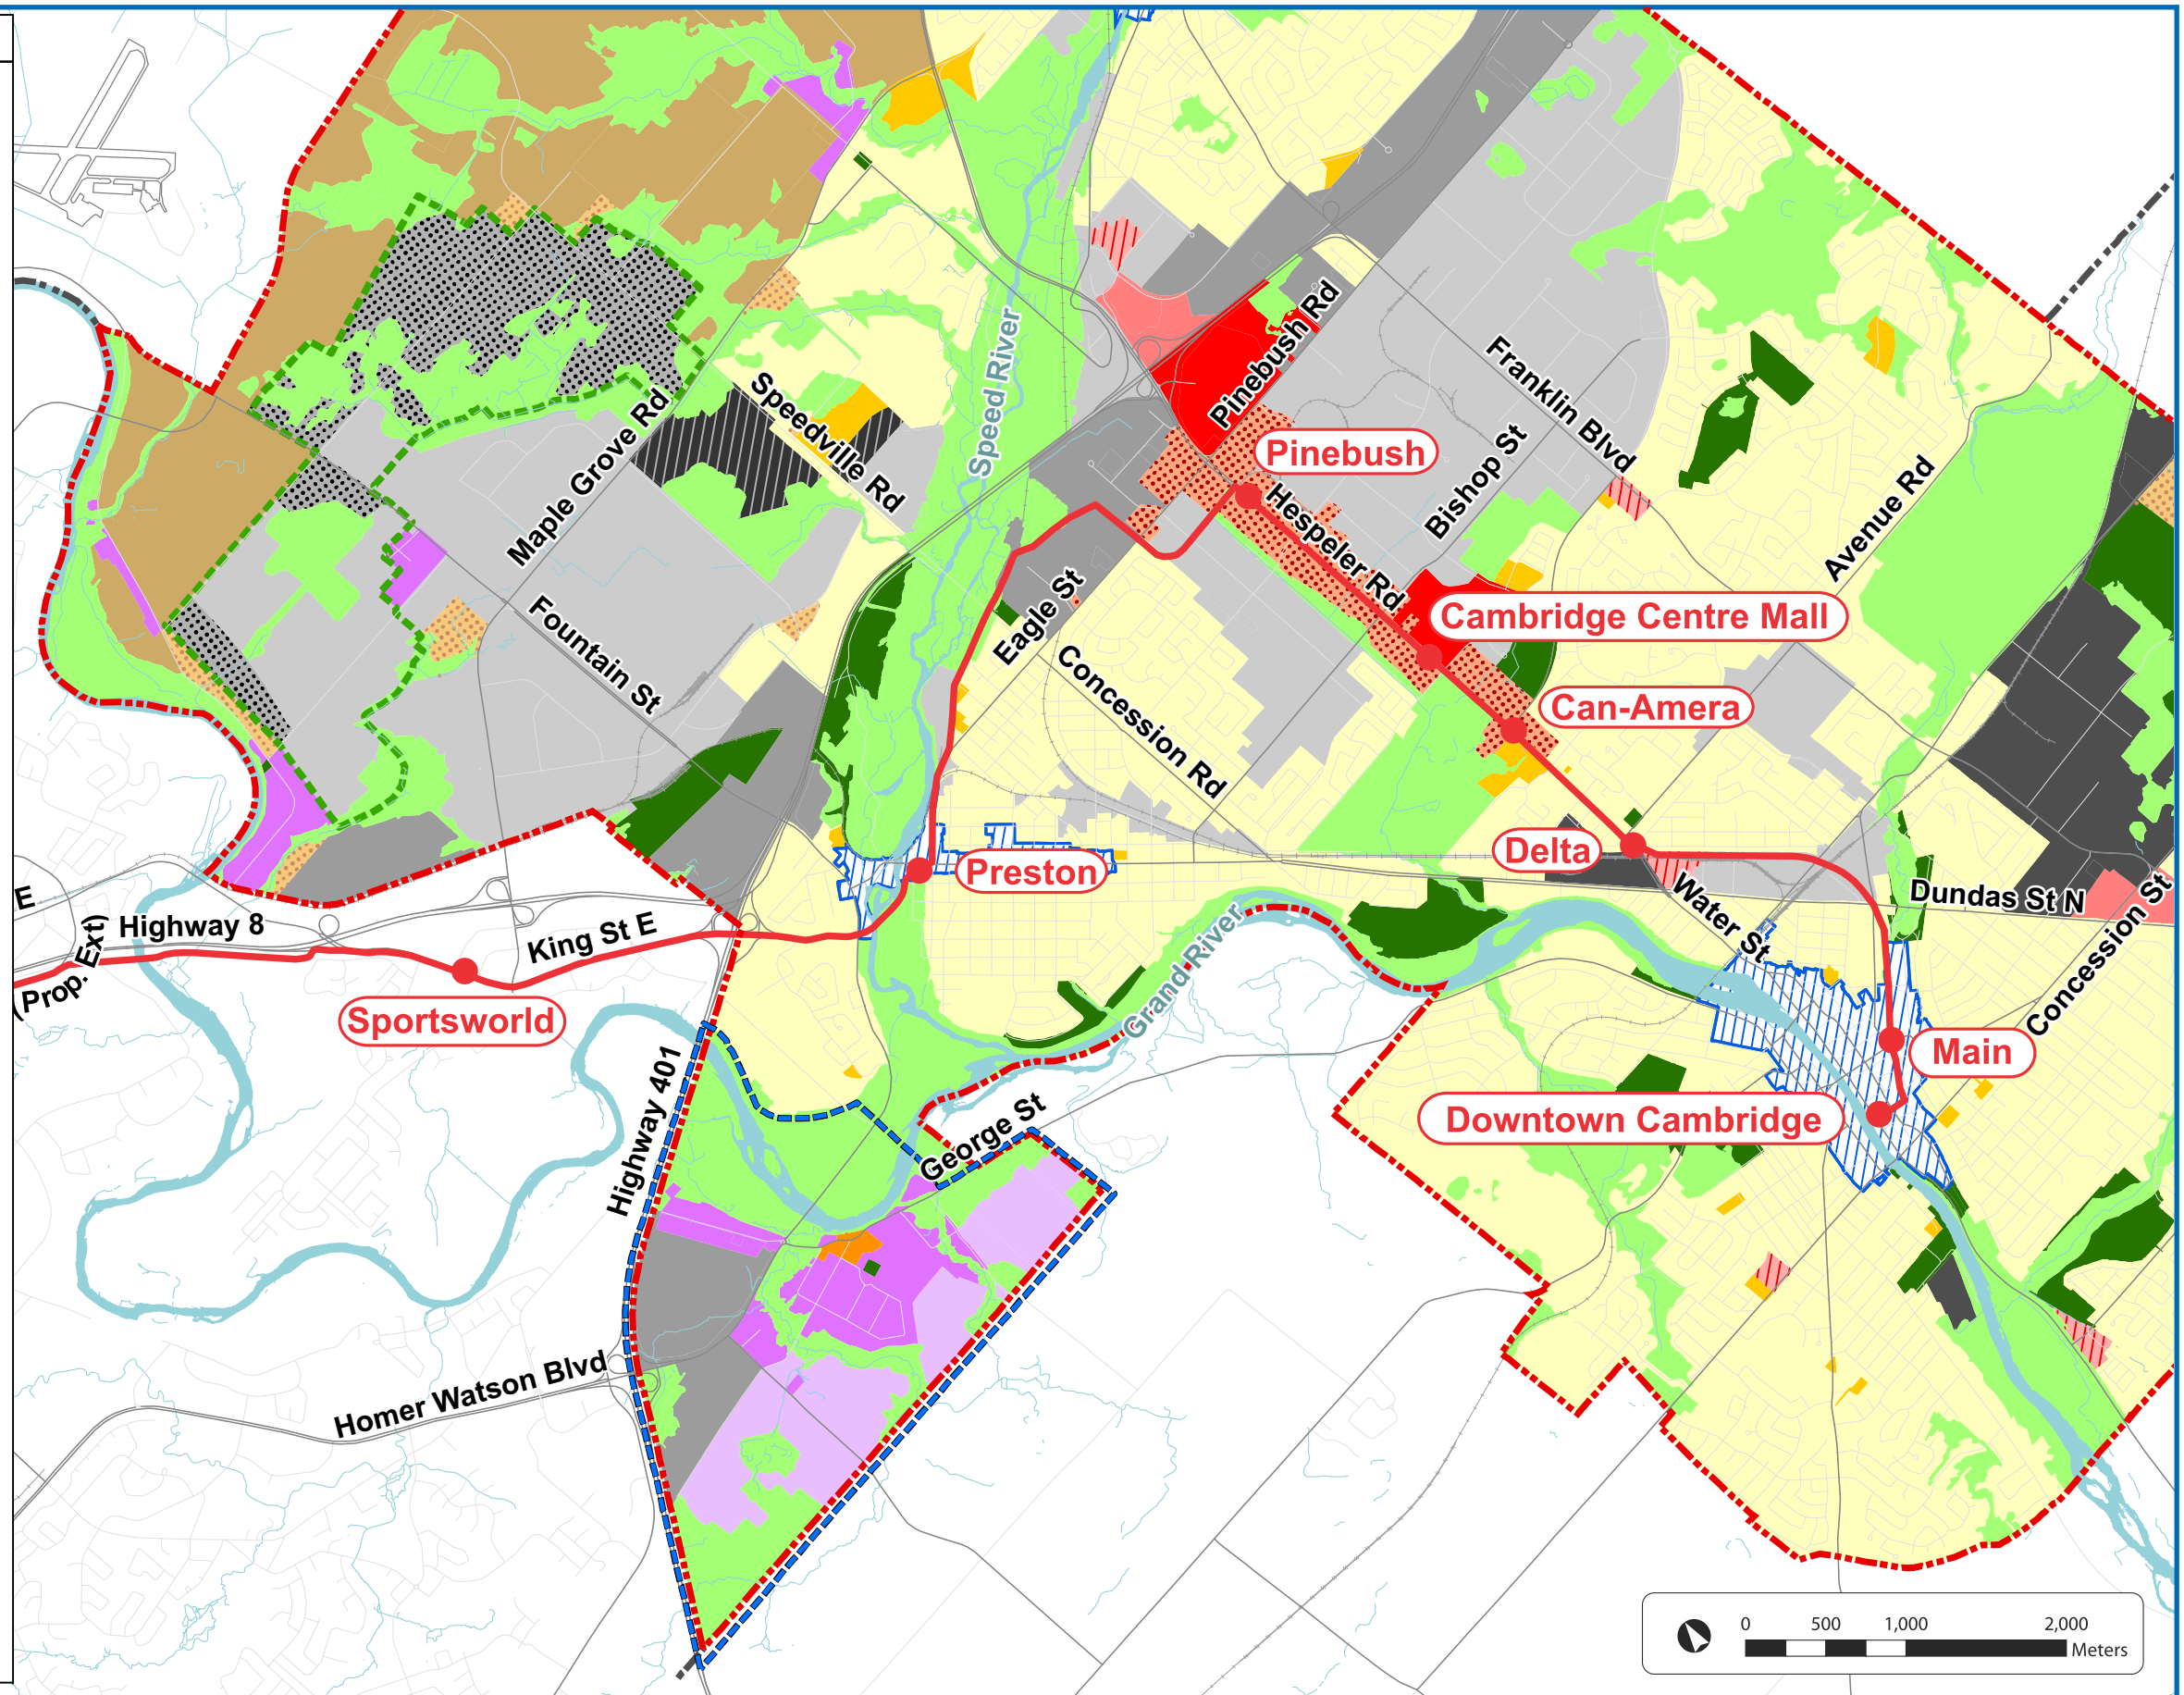 Speed River
Pinebush Rd
Franklin Blvd
Speedville Rd
Maple Grove Rd
Pinebush
Bishop St
Hespeler Rd
Avenue Rd
Fountain St
Eagle St
Cambridge Centre Mall
Concession Rd
Can-Amera
Delta
Preston
Dundas St N
Water St
Concession St
E
Highway 8
King St E
(Prop. Ext)
Sportsworld
Grand River
Main
Highway 401
Downtown Cambridge
George St
Homer Watson Blvd
0 500 1,000 2,000
Meters